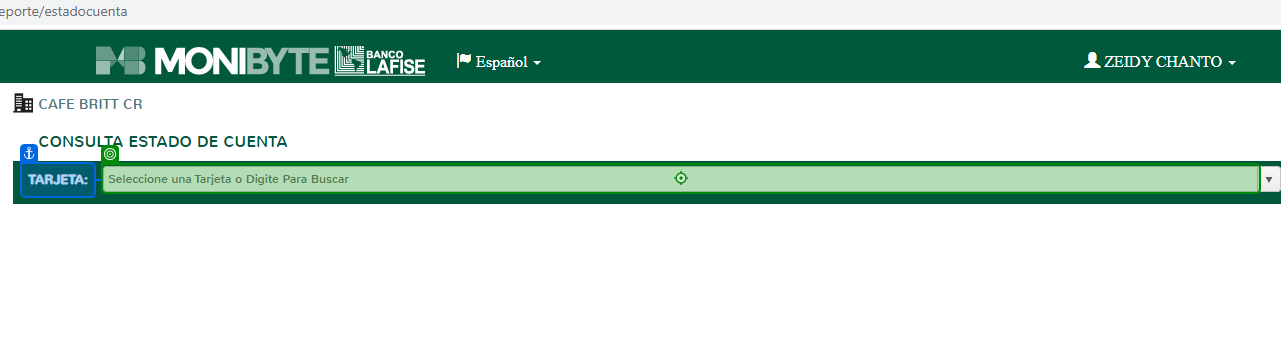 eporte/estadocuenta
MONIBYTE BANCO LAFISE Español ZEIDY CHANTO
CAFE BRITT CR
CONSULTA ESTADO DE CUENTA
TARJETA: Seleccione una Tarjeta o Digite Para Buscar